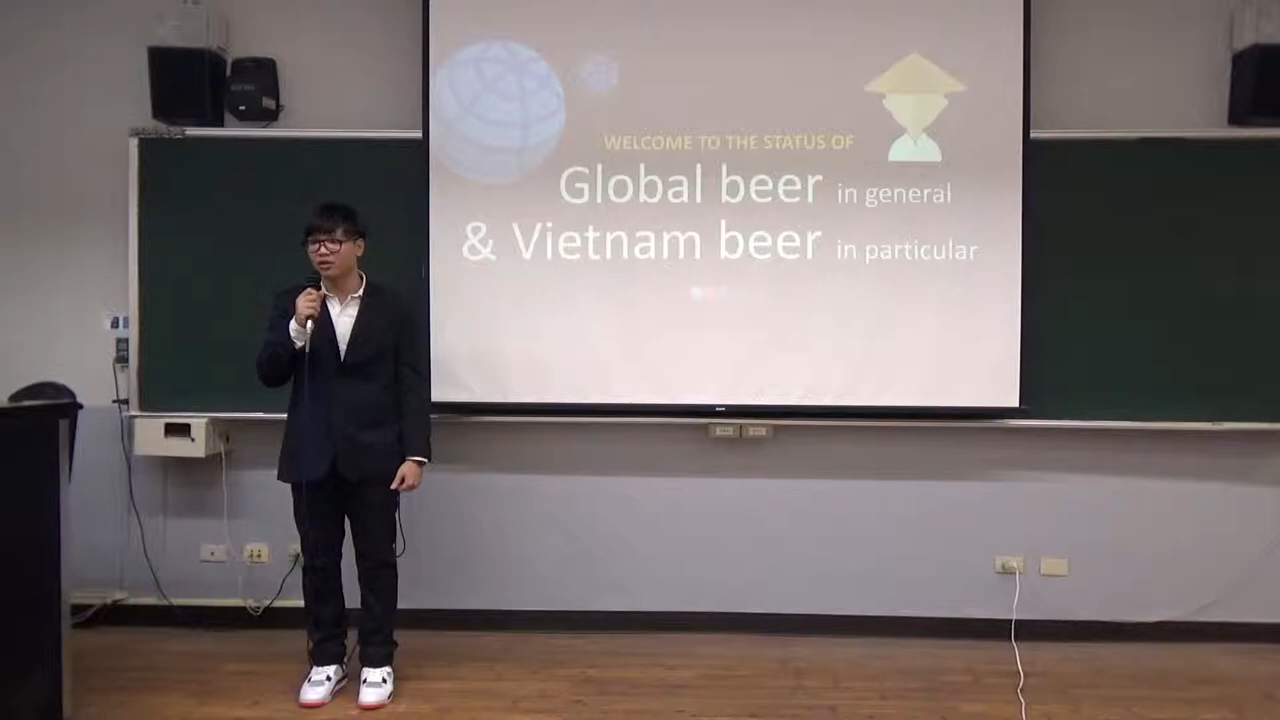 WELCOME TO THE STATUS OF
Global beer in general
& Vietnam beer in particular